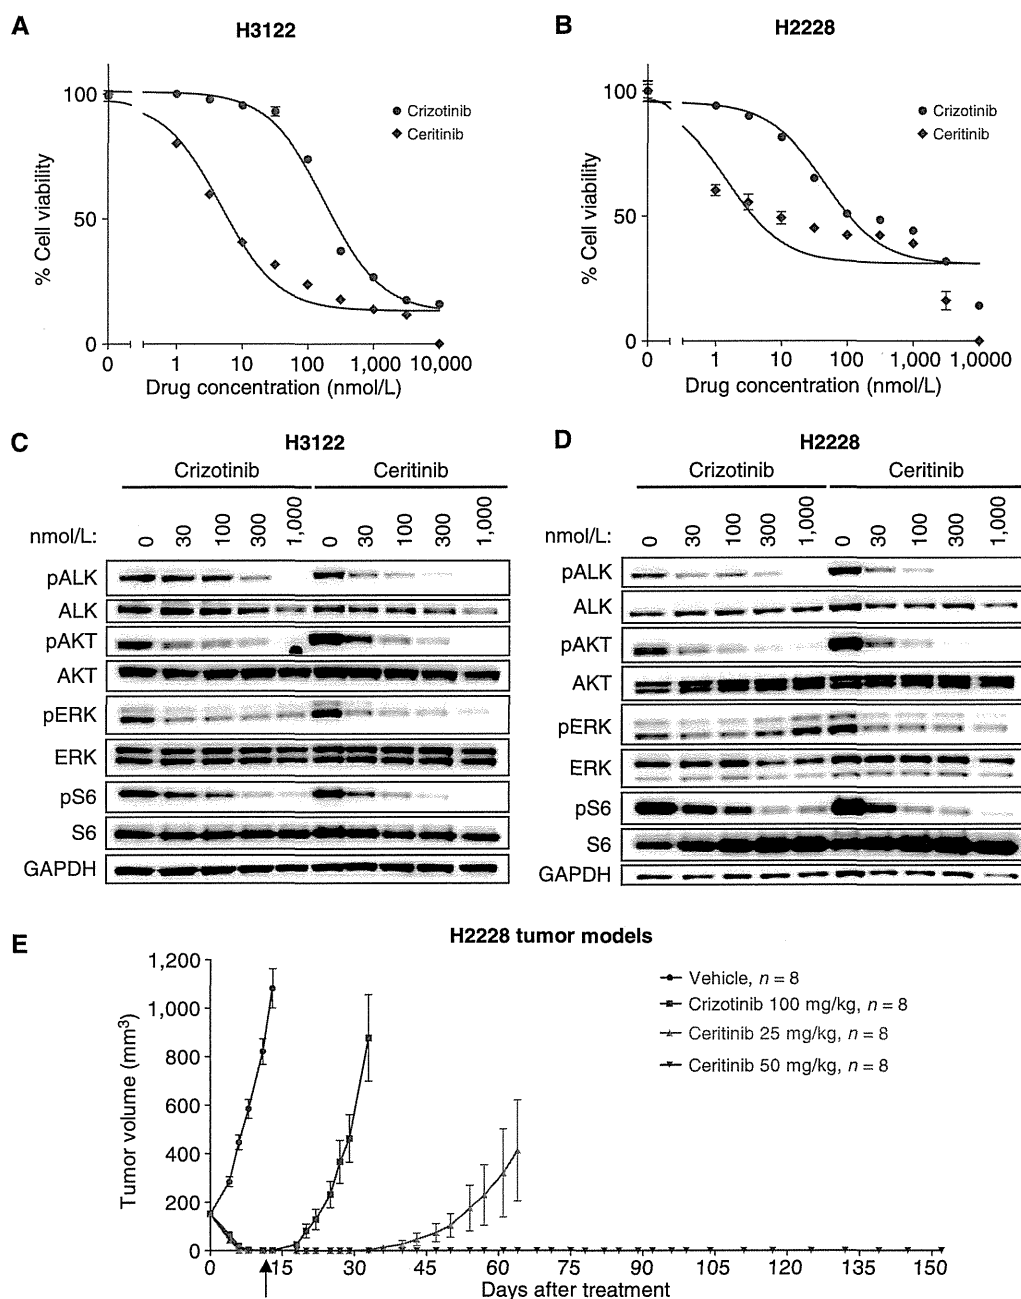 A
H3122
100
50
0
% Cell viability
Crizotinib
Ceritinib
0 1 10 100 1,000 10,000
Drug concentration (nmol/L)
B
H2228
100
50
0
% Cell viability
Crizotinib
Ceritinib
0 1 10 100 1,000 1,0000
Drug concentration (nmol/L)
C
H3122
Crizotinib Ceritinib
nmol/L: 0 30 100 300 1,000 0 30 100 300 1,000
pALK
ALK
pAKT
AKT
pERK
ERK
pS6
S6
GAPDH
D
H2228
Crizotinib Ceritinib
nmol/L: 0 30 100 300 1,000 0 30 100 300 1,000
pALK
ALK
pAKT
AKT
pERK
ERK
pS6
S6
GAPDH
E
H2228 tumor models
1,200
1,000
800
600
400
200
0
Tumor volume (mm³)
Vehicle, n = 8
Crizotinib 100 mg/kg, n = 8
Ceritinib 25 mg/kg, n = 8
Ceritinib 50 mg/kg, n = 8
0 15 30 45 60 75 90 105 120 135 150
Days after treatment